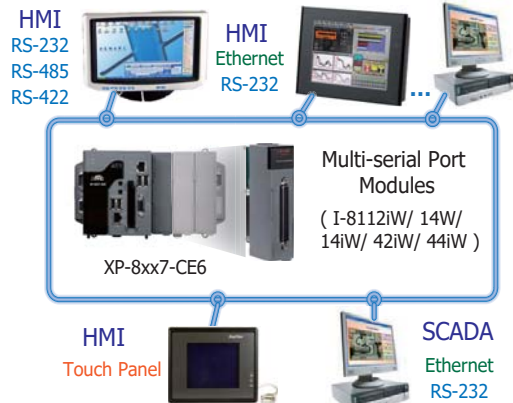 HMI
RS-232
RS-485
RS-422
HMI
Ethernet
RS-232
...
Multi-serial Port
Modules
( I-8112iW/ 14W/
14iW/ 42iW/ 44iW )
XP-8xx7-CE6
HMI
Touch Panel
SCADA
Ethernet
RS-232